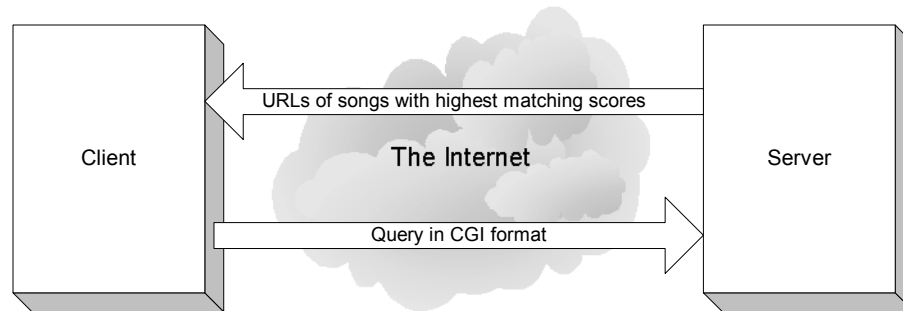 URLs of songs with highest matching scores
Client
The Internet
Server
Query in CGI format